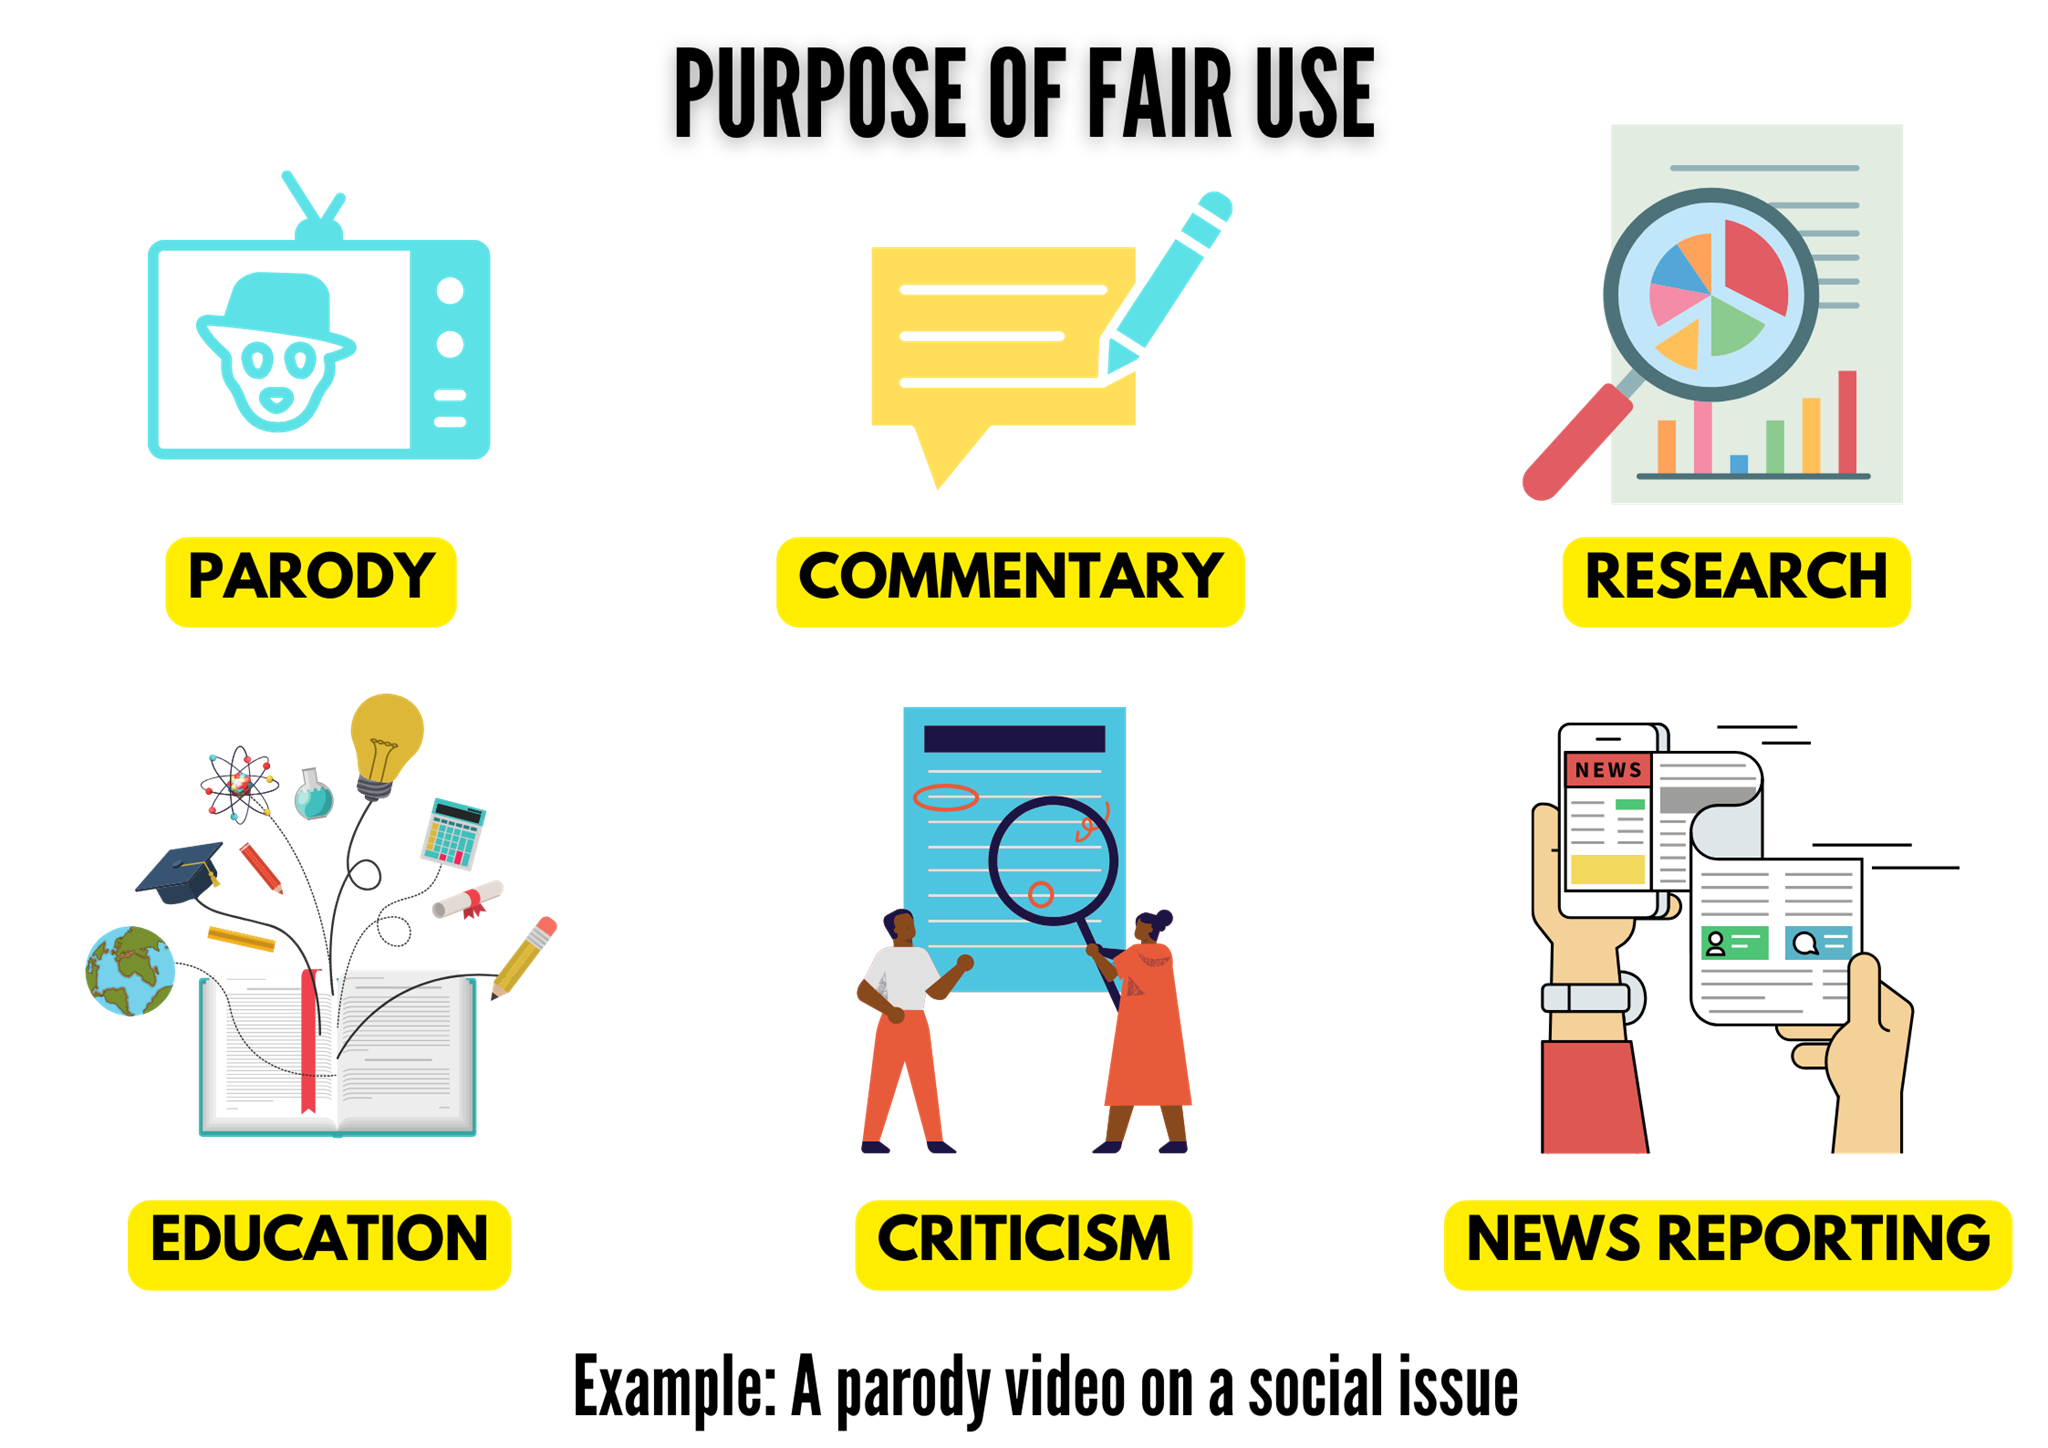 PURPOSE OF FAIR USE
PARODY
COMMENTARY
RESEARCH
NEWS
EDUCATION
CRITICISM
NEWS REPORTING
Example: A parody video on a social issue